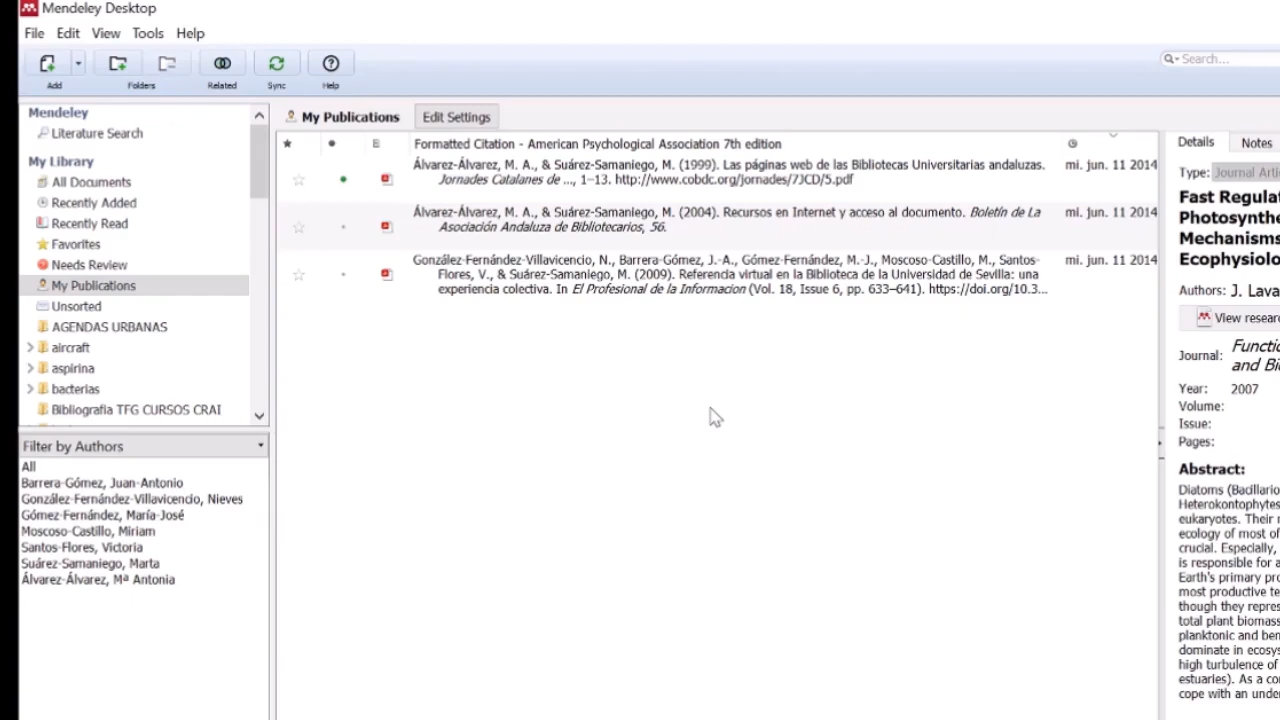 Mendeley Desktop
File Edit View Tools Help
Add Folders Related Sync Help
Search...
Mendeley
Literature Search
My Library
All Documents
Recently Added
Recently Read
Favorites
Needs Review
My Publications
Unsorted
AGENDAS URBANAS
aircraft
aspirina
bacterias
Bibliografia TFG CURSOS CRAI
Filter by Authors
All
Barrera-Gómez, Juan-Antonio
González-Fernández-Villavicencio, Nieves
Gómez-Fernández, María-José
Moscoso-Castillo, Miriam
Santos-Flores, Victoria
Suárez-Samaniego, Marta
Álvarez-Álvarez, Mª Antonia
My Publications Edit Settings
Formatted Citation - American Psychological Association 7th edition
Álvarez-Álvarez, M. A., & Suárez-Samaniego, M. (1999). Las páginas web de las Bibliotecas Universitarias andaluzas. mi. jun. 11 2014
Jornades Catalanes de ..., 1–13. http://www.cobdc.org/jornades/7JCD/5.pdf
Álvarez-Álvarez, M. A., & Suárez-Samaniego, M. (2004). Recursos en Internet y acceso al documento. Boletín de La mi. jun. 11 2014
Asociación Andaluza de Bibliotecarios, 56.
González-Fernández-Villavicencio, N., Barrera-Gómez, J.-A., Gómez-Fernández, M.-J., Moscoso-Castillo, M., Santos- mi. jun. 11 2014
Flores, V., & Suárez-Samaniego, M. (2009). Referencia virtual en la Biblioteca de la Universidad de Sevilla: una
experiencia colectiva. In El Profesional de la Informacion (Vol. 18, Issue 6, pp. 633–641). https://doi.org/10.3...
Details Notes
Type: Journal Arti
Fast Regulat
Photosynthe
Mechanisms
Ecophysiolo
Authors: J. Lava
View resear
Journal: Functio
and Bi
Year: 2007
Volume:
Issue:
Pages:
Abstract:
Diatoms (Bacillario
Heterokontophytes
eukaryotes. Their r
ecology of most of
crucial. Especially,
is responsible for a
Earth's primary pro
most productive te
though they repres
total plant biomass
planktonic and ben
dominate in ecosys
high turbulence of
estuaries). As a co
cope with an under